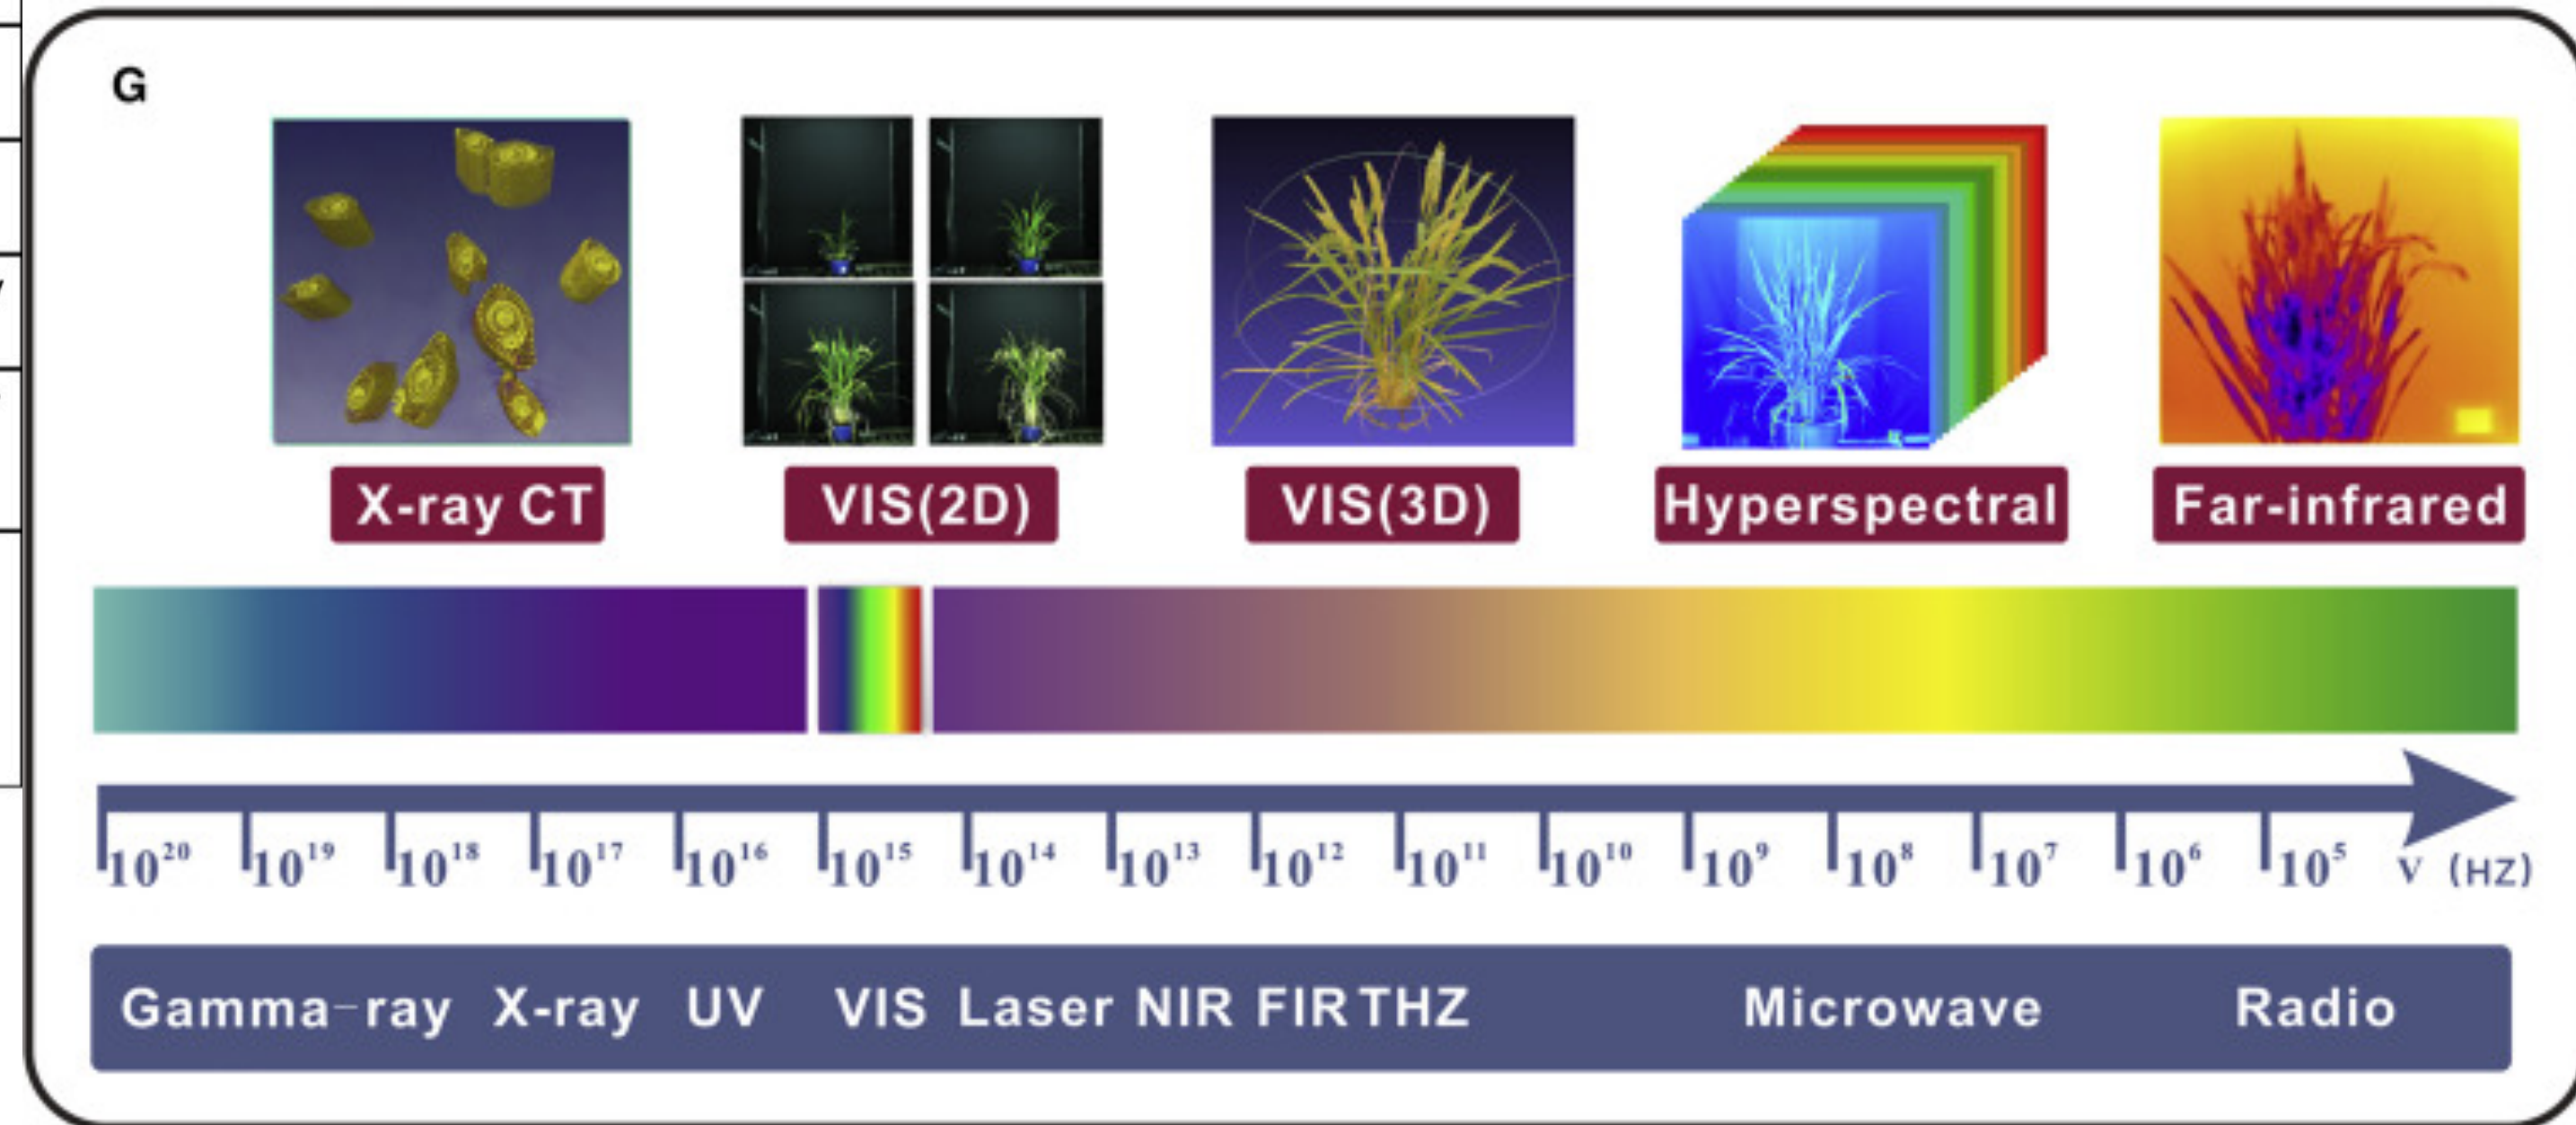 G
X-ray CT VIS(2D) VIS(3D) Hyperspectral Far-infrared
10²⁰ 10¹⁹ 10¹⁸ 10¹⁷ 10¹⁶ 10¹⁵ 10¹⁴ 10¹³ 10¹² 10¹¹ 10¹⁰ 10⁹ 10⁸ 10⁷ 10⁶ 10⁵ V (HZ)
Gamma-ray X-ray UV VIS Laser NIR FIR THZ Microwave Radio